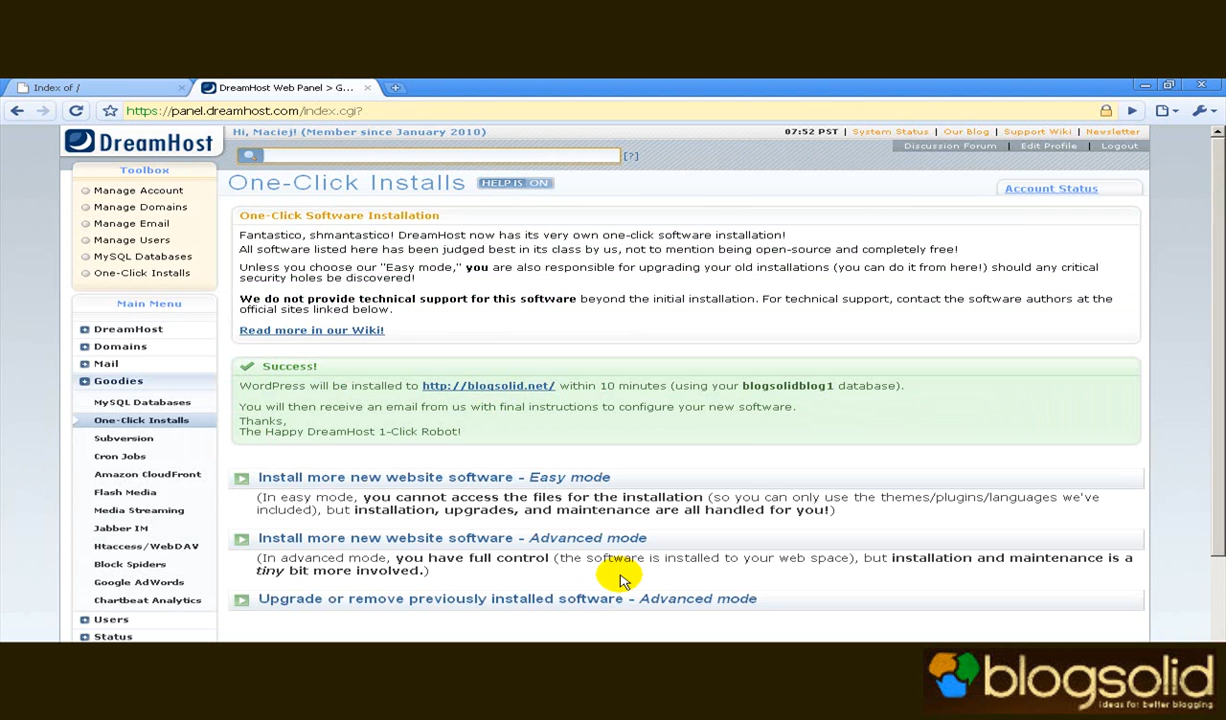 Index of /
DreamHost Web Panel > G...
https://panel.dreamhost.com/index.cgi?
DreamHost
Hi, Maciej! (Member since January 2010)
07:52 PST | System Status | Our Blog | Support Wiki | Newsletter
Discussion Forum | Edit Profile | Logout
[?]
Toolbox
Manage Account
Manage Domains
Manage Email
Manage Users
MySQL Databases
One-Click Installs
Main Menu
DreamHost
Domains
Mail
Goodies
MySQL Databases
One-Click Installs
Subversion
Cron Jobs
Amazon CloudFront
Flash Media
Media Streaming
Jabber IM
Htaccess/WebDAV
Block Spiders
Google AdWords
Chartbeat Analytics
Users
Status
One-Click Installs HELP IS ON
Account Status
One-Click Software Installation
Fantastico, shmantastico! DreamHost now has its very own one-click software installation!
All software listed here has been judged best in its class by us, not to mention being open-source and completely free!
Unless you choose our "Easy mode," you are also responsible for upgrading your old installations (you can do it from here!) should any critical
security holes be discovered!
We do not provide technical support for this software beyond the initial installation. For technical support, contact the software authors at the
official sites linked below.
Read more in our Wiki!
Success!
WordPress will be installed to http://blogsolid.net/ within 10 minutes (using your blogsolidblog1 database).
You will then receive an email from us with final instructions to configure your new software.
Thanks,
The Happy DreamHost 1-Click Robot!
Install more new website software - Easy mode
(In easy mode, you cannot access the files for the installation (so you can only use the themes/plugins/languages we've
included), but installation, upgrades, and maintenance are all handled for you!)
Install more new website software - Advanced mode
(In advanced mode, you have full control (the software is installed to your web space), but installation and maintenance is a
tiny bit more involved.)
Upgrade or remove previously installed software - Advanced mode
blogsolid
ideas for better blogging